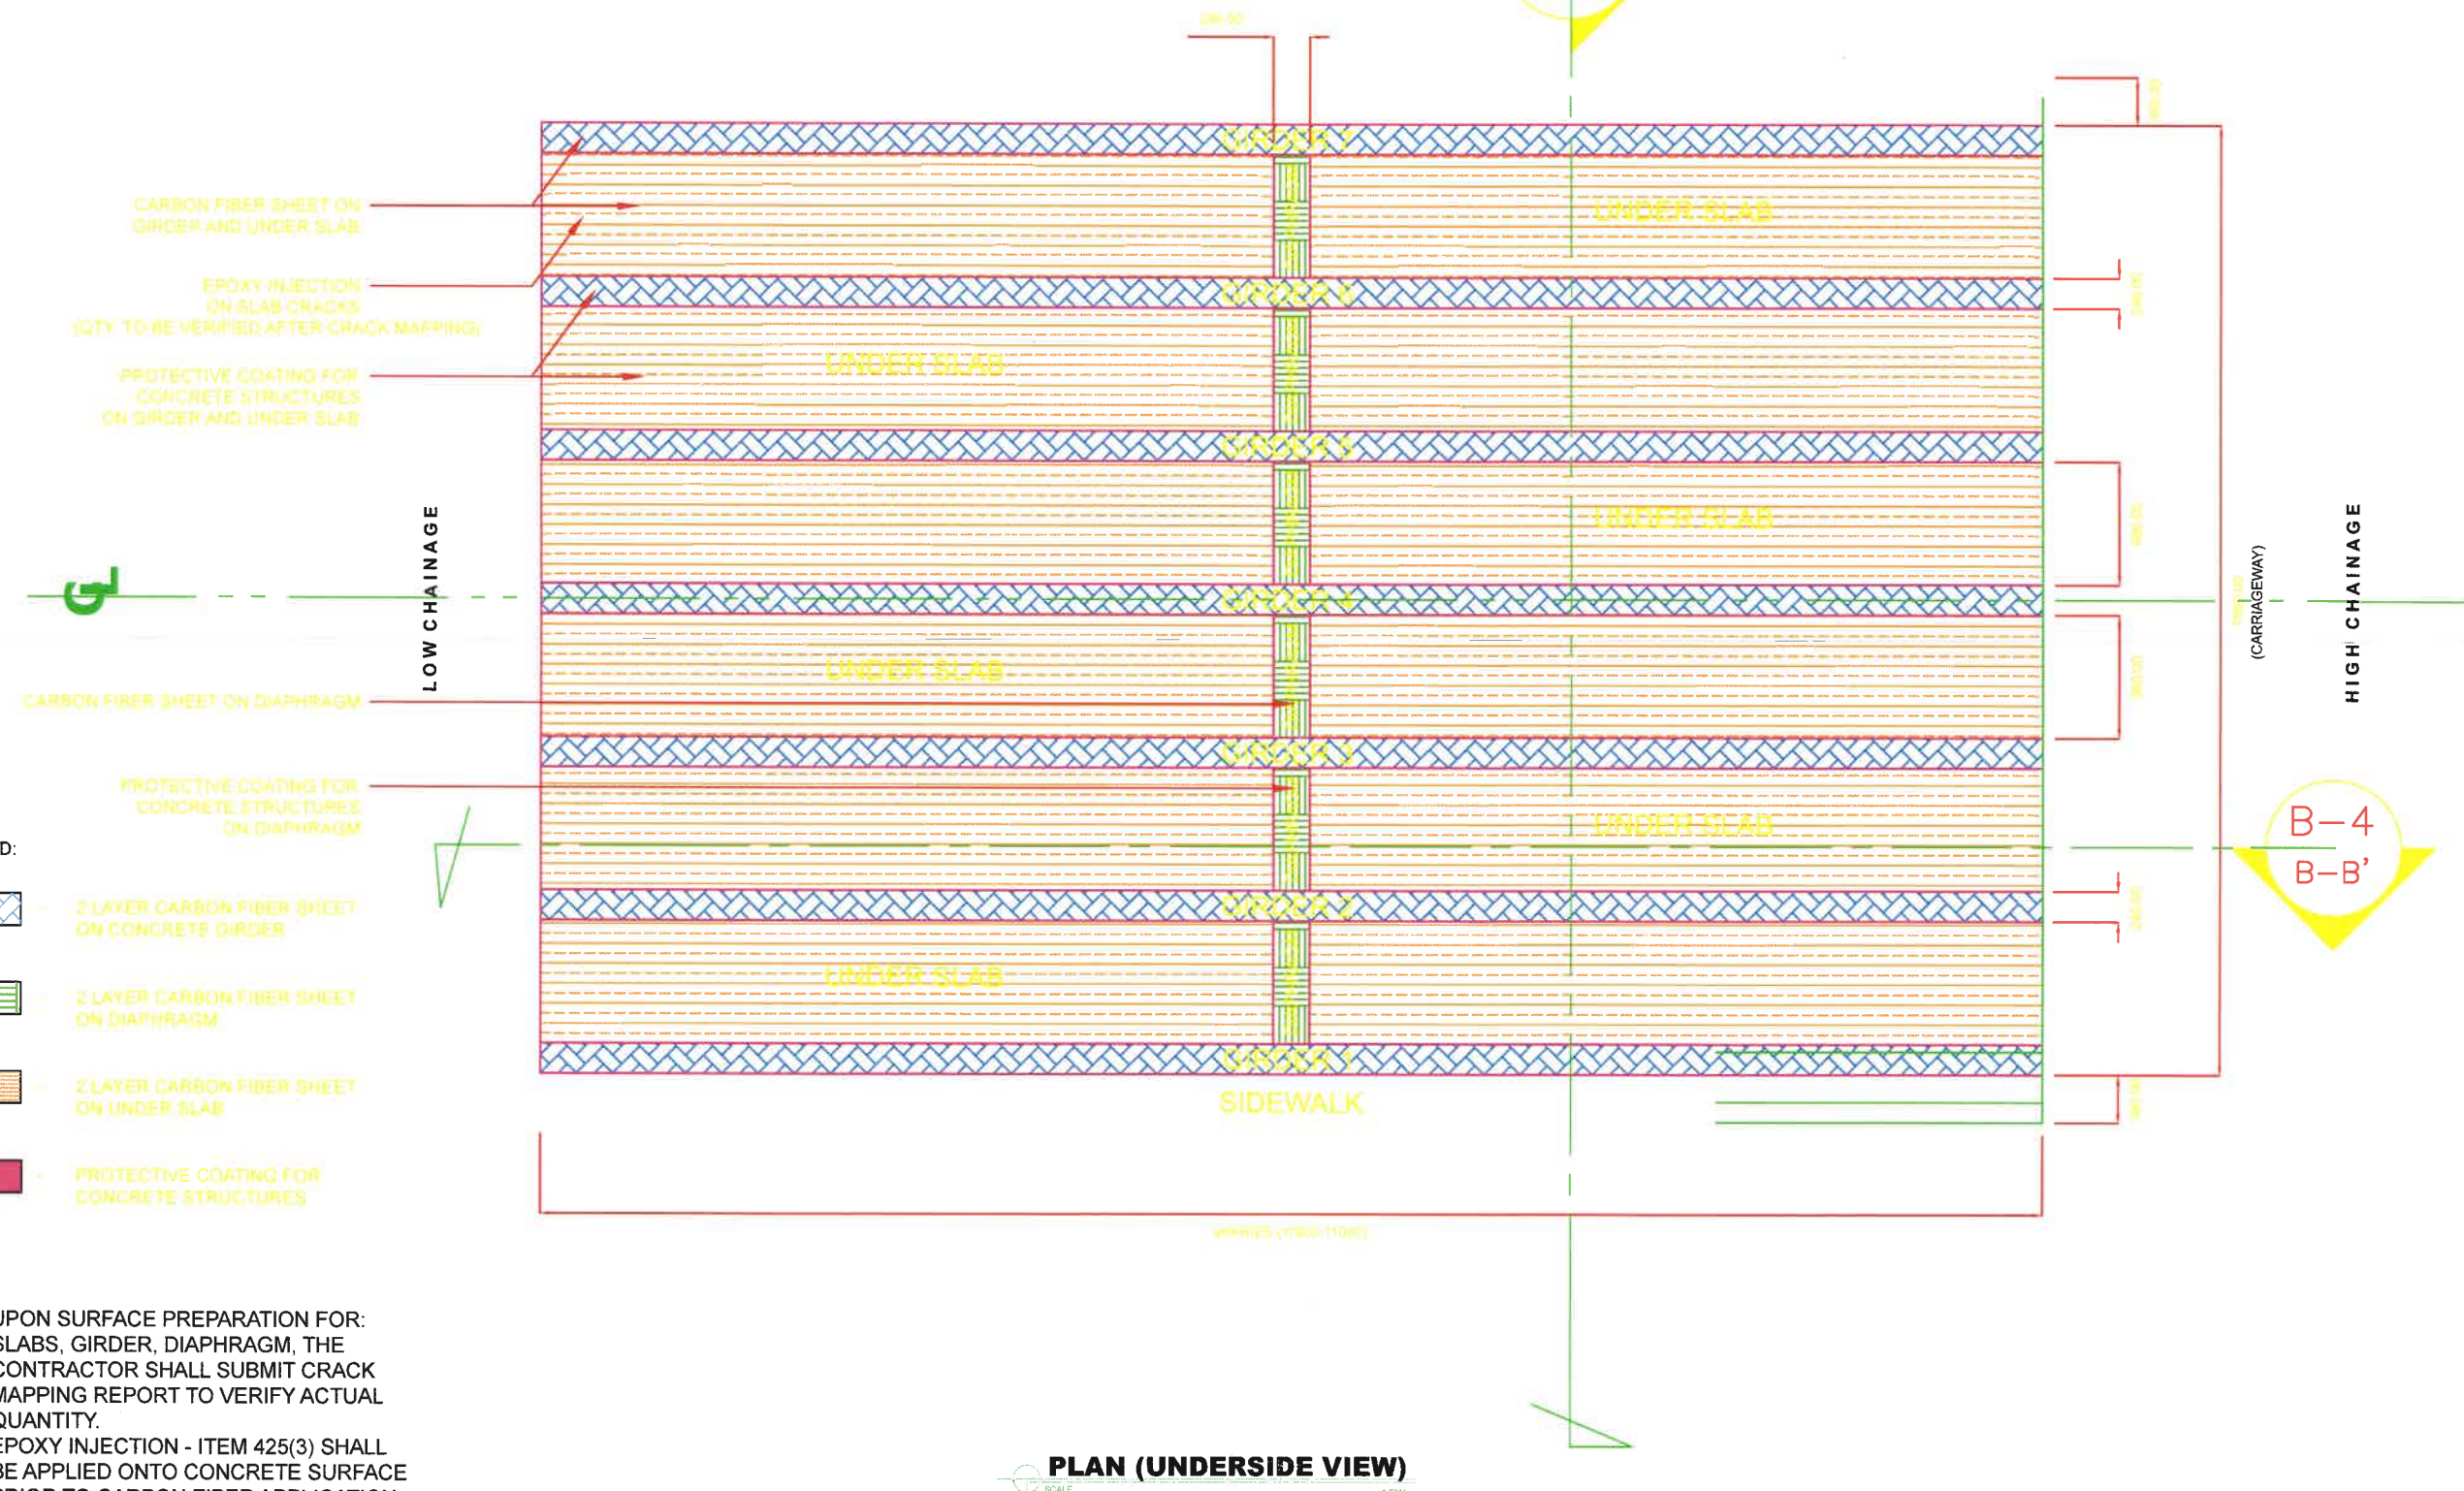 GIRDER 7
CARBON FIBER SHEET ON
GIRDER AND UNDER SLAB
UNDER SLAB
EPOXY INJECTION
ON SLAB CRACKS
(QTY. TO BE VERIFIED AFTER CRACK MAPPING)
GIRDER 6
UNDER SLAB
PROTECTIVE COATING FOR
CONCRETE STRUCTURES
ON GIRDER AND UNDER SLAB
GIRDER 5
UNDER SLAB
LOW CHAINAGE
HIGH CHAINAGE
(CARRIAGEWAY)
CL
GIRDER 4
UNDER SLAB
CARBON FIBER SHEET ON DIAPHRAGM
GIRDER 3
PROTECTIVE COATING FOR
CONCRETE STRUCTURES
ON DIAPHRAGM
UNDER SLAB
B-4
B-B'
D:
GIRDER 2
2 LAYER CARBON FIBER SHEET
ON CONCRETE GIRDER
UNDER SLAB
2 LAYER CARBON FIBER SHEET
ON DIAPHRAGM
GIRDER 1
2 LAYER CARBON FIBER SHEET
ON UNDER SLAB
SIDEWALK
PROTECTIVE COATING FOR
CONCRETE STRUCTURES
UPON SURFACE PREPARATION FOR:
SLABS, GIRDER, DIAPHRAGM, THE
CONTRACTOR SHALL SUBMIT CRACK
MAPPING REPORT TO VERIFY ACTUAL
QUANTITY.
EPOXY INJECTION - ITEM 425(3) SHALL
BE APPLIED ONTO CONCRETE SURFACE
PRIOR TO CARBON FIBER APPLICATION
PLAN (UNDERSIDE VIEW)
SCALE